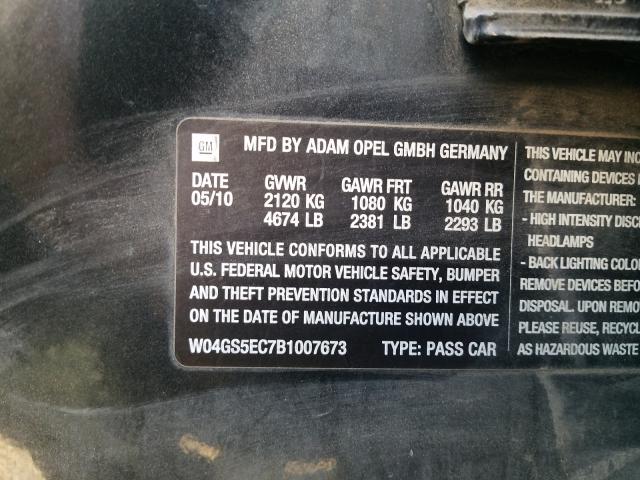 GM
MFD BY ADAM OPEL GMBH GERMANY
DATE GVWR GAWR FRT GAWR RR
05/10 2120 KG 1080 KG 1040 KG
4674 LB 2381 LB 2293 LB
THIS VEHICLE CONFORMS TO ALL APPLICABLE
U.S. FEDERAL MOTOR VEHICLE SAFETY, BUMPER
AND THEFT PREVENTION STANDARDS IN EFFECT
ON THE DATE OF MANUFACTURE SHOWN ABOVE
W04GS5EC7B1007673 TYPE: PASS CAR
THIS VEHICLE MAY
CONTAINING DEVICES
THE MANUFACTURER:
- HIGH INTENSITY
HEADLAMPS
- BACK LIGHTING
REMOVE DEVICES
DISPOSAL. UPON
PLEASE REUSE,
AS HAZARDOUS WASTE